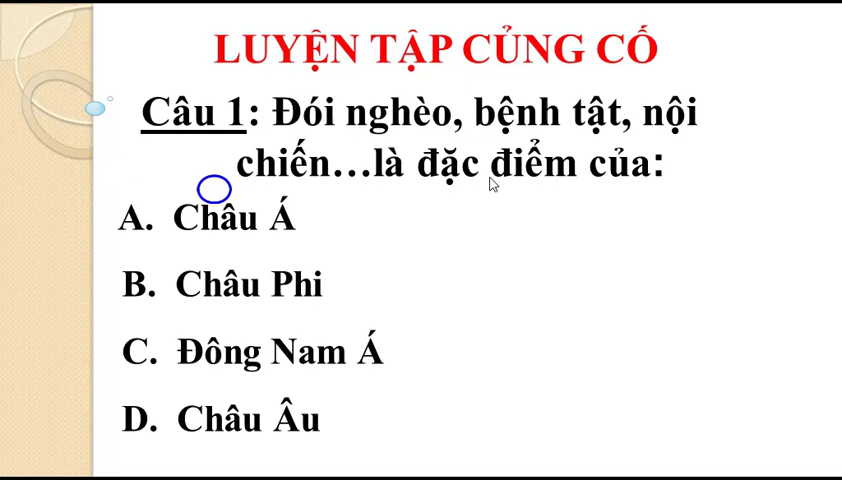 LUYỆN TẬP CỦNG CỐ
Câu 1: Đói nghèo, bệnh tật, nội
chiến...là đặc điểm của:
A. Châu Á
B. Châu Phi
C. Đông Nam Á
D. Châu Âu